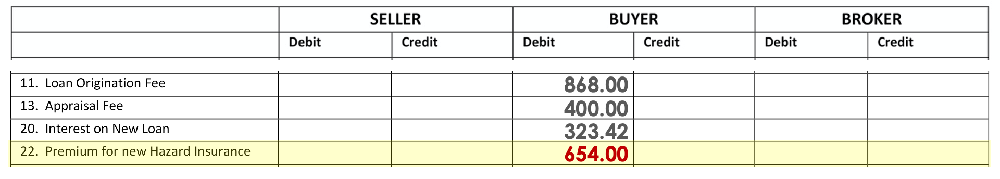 SELLER BUYER BROKER
Debit Credit Debit Credit Debit Credit
11. Loan Origination Fee 868.00
13. Appraisal Fee 400.00
20. Interest on New Loan 323.42
22. Premium for new Hazard Insurance 654.00